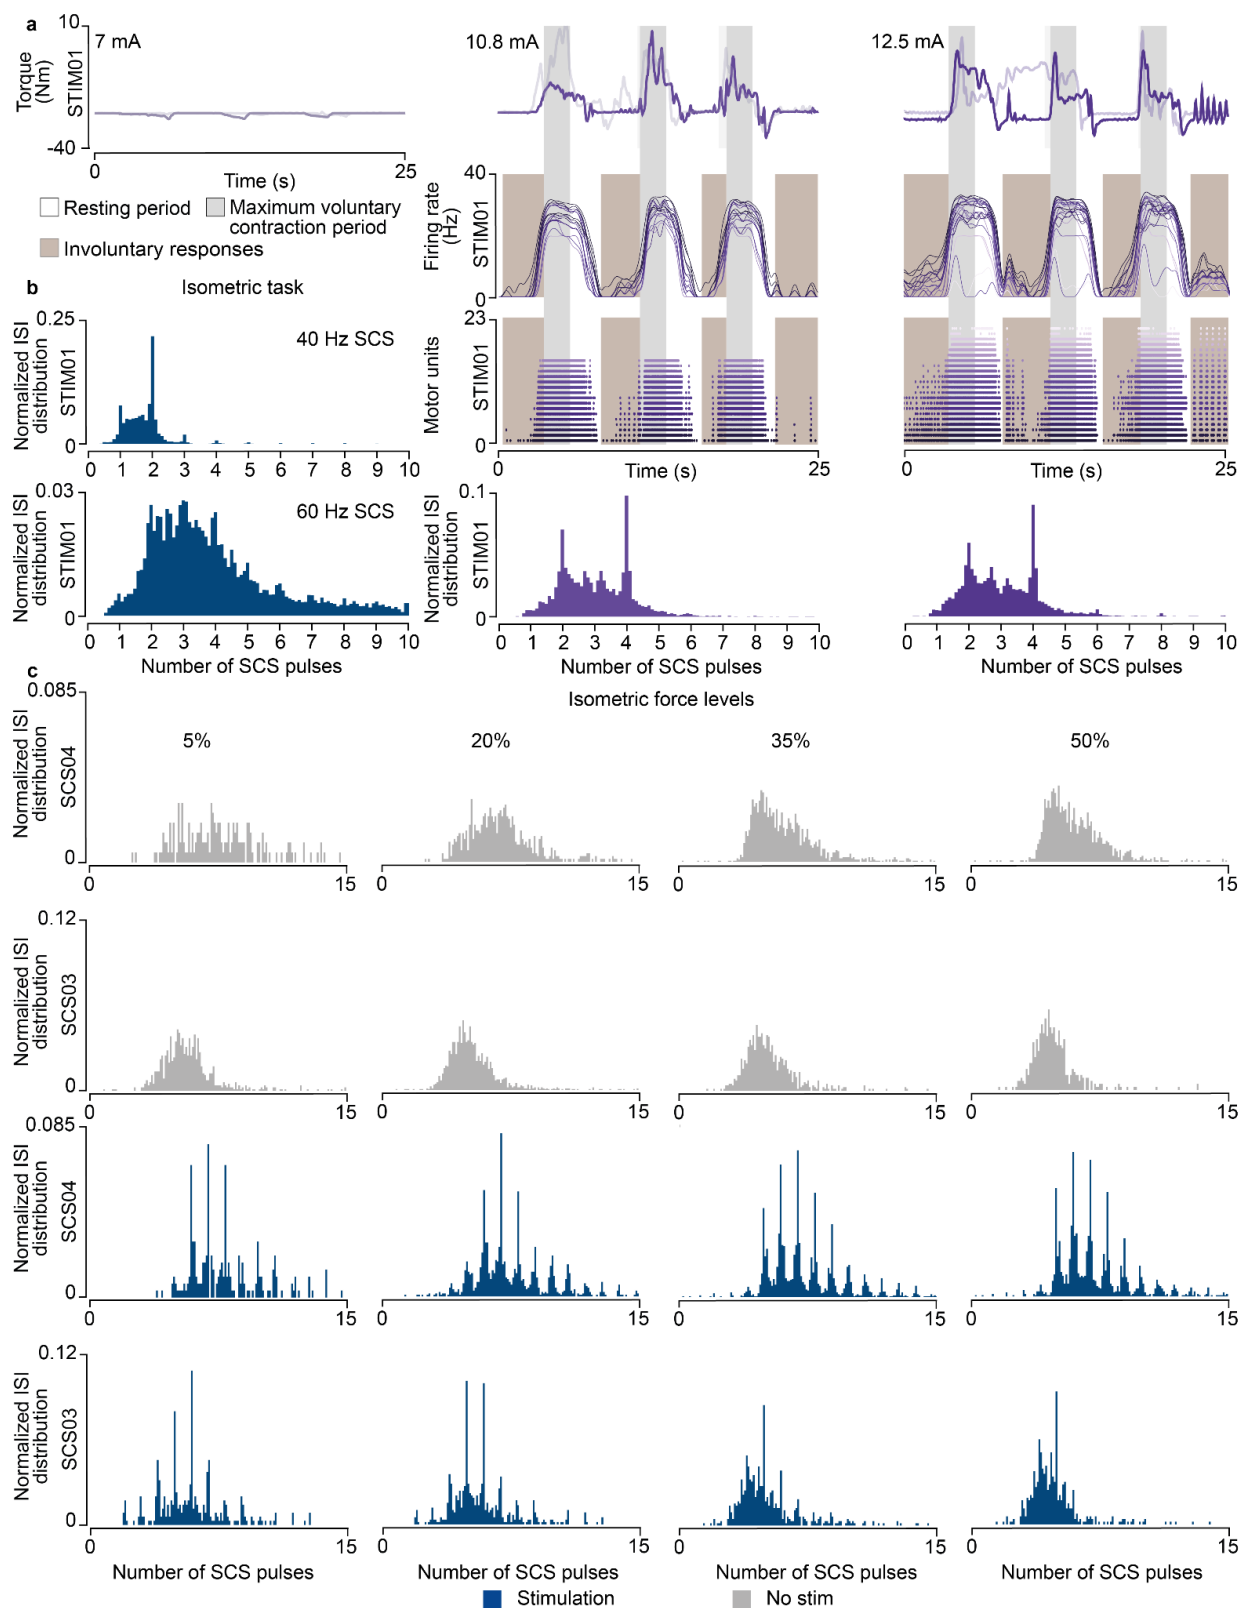 a
10
7 mA
10.8 mA
12.5 mA
Torque
(Nm)
STIM01
-40
0
25
Time (s)
Resting period
Maximum voluntary
contraction period
Involuntary responses
40
Firing rate
(Hz)
STIM01
0
23
Motor units
STIM01
0
0
25
Time (s)
0
25
Time (s)
b
Isometric task
0.25
40 Hz SCS
Normalized ISI
distribution
STIM01
0
0 1 2 3 4 5 6 7 8 9 10
0.03
60 Hz SCS
Normalized ISI
distribution
STIM01
0
0 1 2 3 4 5 6 7 8 9 10
Number of SCS pulses
0.1
Normalized ISI
distribution
STIM01
0
0 1 2 3 4 5 6 7 8 9 10
Number of SCS pulses
0 1 2 3 4 5 6 7 8 9 10
Number of SCS pulses
c
Isometric force levels
0.085
5%
20%
35%
50%
Normalized ISI
distribution
SCS04
0
0 15
0 15
0 15
0 15
0.12
Normalized ISI
distribution
SCS03
0
0 15
0 15
0 15
0 15
0.085
Normalized ISI
distribution
SCS04
0
0 15
0 15
0 15
0 15
0.12
Normalized ISI
distribution
SCS03
0
0 15
0 15
0 15
0 15
Number of SCS pulses
Number of SCS pulses
Number of SCS pulses
Number of SCS pulses
Stimulation
No stim